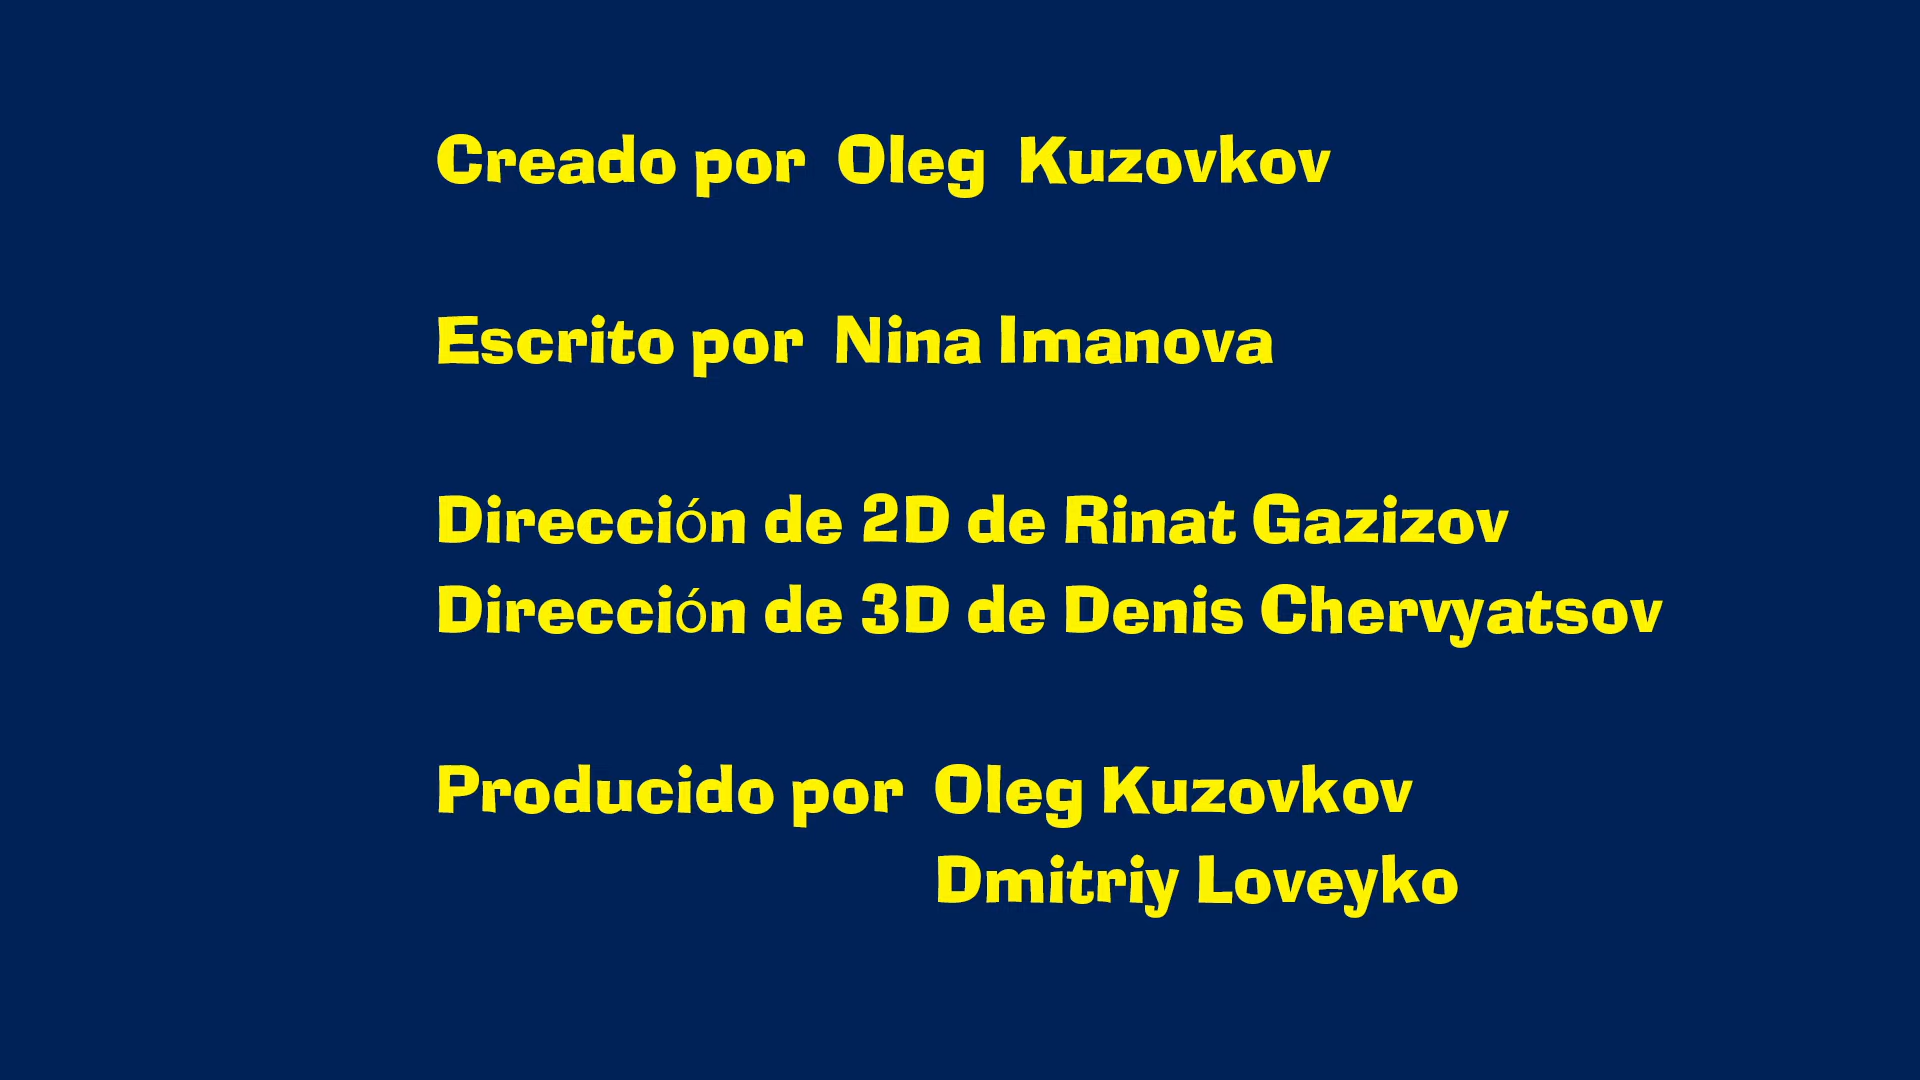 Creado por Oleg Kuzovkov
Escrito por Nina Imanova
Dirección de 2D de Rinat Gazizov
Dirección de 3D de Denis Chervyatsov
Producido por Oleg Kuzovkov
Dmitriy Loveyko